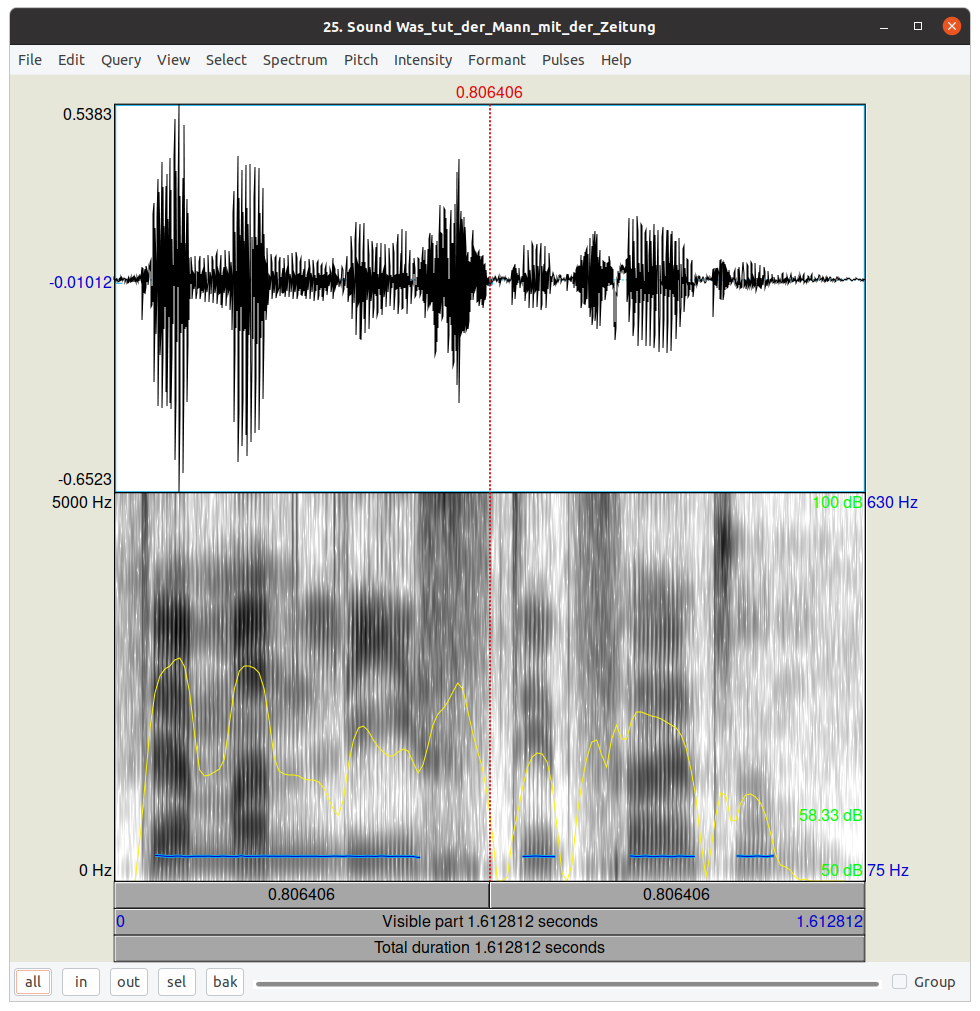 25. Sound Was_tut_der_Mann_mit_der_Zeitung
File Edit Query View Select Spectrum Pitch Intensity Formant Pulses Help
0.806406
0.5383
-0.01012
-0.6523
5000 Hz 100 dB 630 Hz
58.33 dB
0 Hz 50 dB 75 Hz
0.806406 0.806406
0 Visible part 1.612812 seconds 1.612812
Total duration 1.612812 seconds
all in out sel bak Group